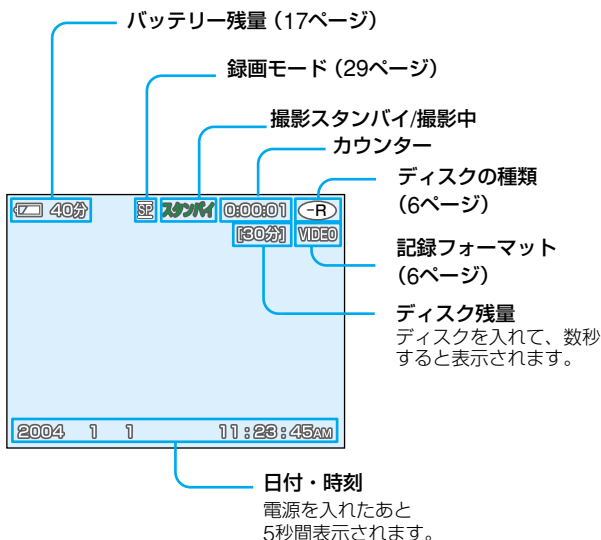 バッテリー残量（17ページ）
録画モード（29ページ）
撮影スタンバイ/撮影中
カウンター
ディスクの種類
（6ページ）
40分 SP スタンバイ 0:00:01 -R
[30分] VIDEO
記録フォーマット
（6ページ）
ディスク残量
ディスクを入れて、数秒
すると表示されます。
2004 1 1 11:23:45AM
日付・時刻
電源を入れたあと
5秒間表示されます。